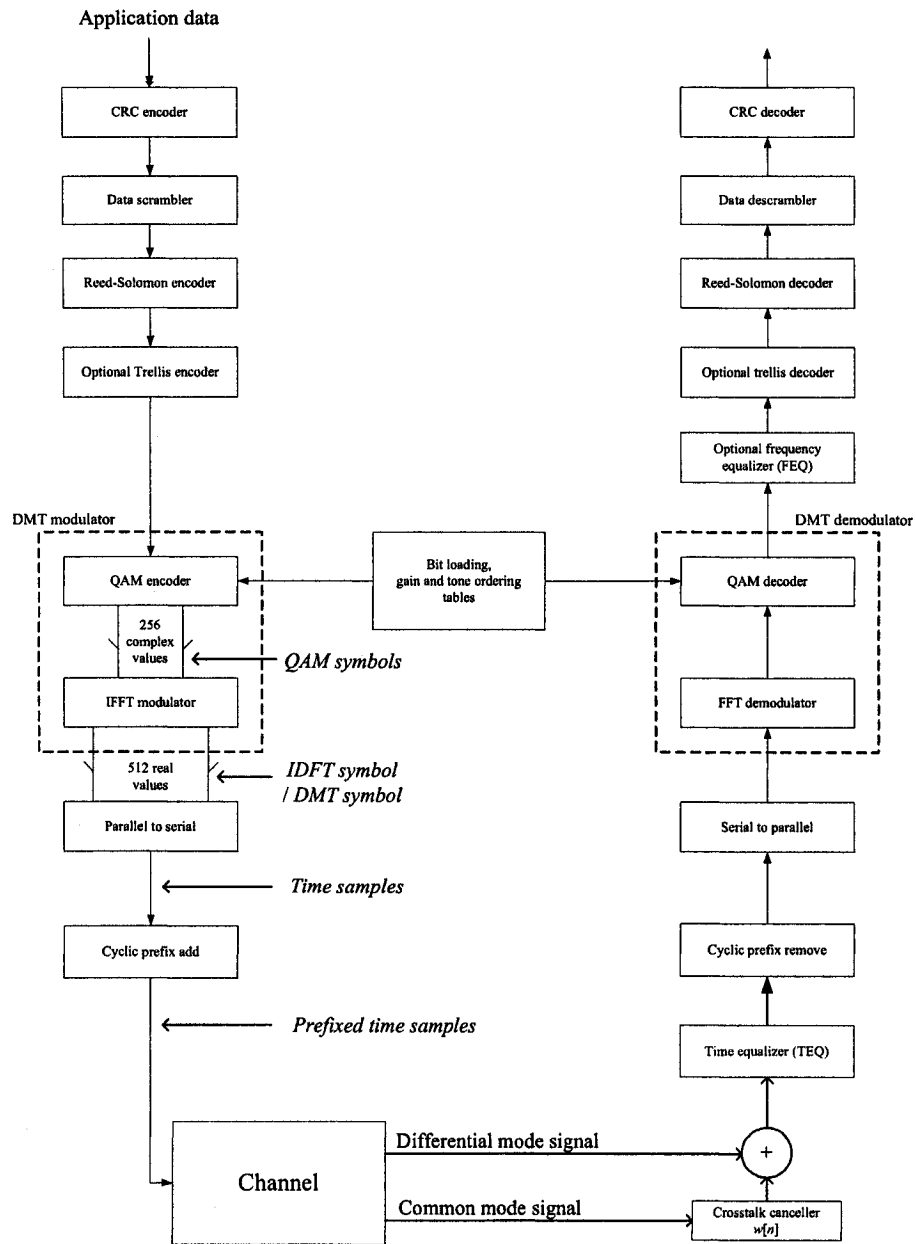 Application data
CRC encoder
Data scrambler
Reed-Solomon encoder
Optional Trellis encoder
DMT modulator
QAM encoder
256
complex
values
QAM symbols
IFFT modulator
512 real
values
IDFT symbol
/ DMT symbol
Parallel to serial
Time samples
Cyclic prefix add
Prefixed time samples
Channel
Differential mode signal
Common mode signal
Bit loading,
gain and tone ordering
tables
CRC decoder
Data descrambler
Reed-Solomon decoder
Optional trellis decoder
Optional frequency
equalizer (FEQ)
DMT demodulator
QAM decoder
FFT demodulator
Serial to parallel
Cyclic prefix remove
Time equalizer (TEQ)
+
Crosstalk canceller
w[n]